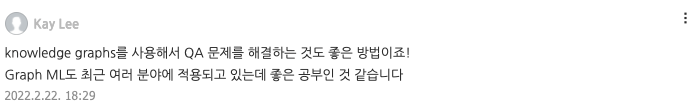 Kay Lee
knowledge graphs를 사용해서 QA 문제를 해결하는 것도 좋은 방법이죠!
Graph ML도 최근 여러 분야에 적용되고 있는데 좋은 공부인 것 같습니다
2022.2.22. 18:29